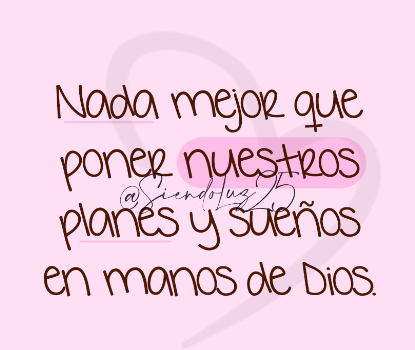 Nada mejor que
poner nuestros
@SiendoLuz25
planes y sueños
en manos de Dios.